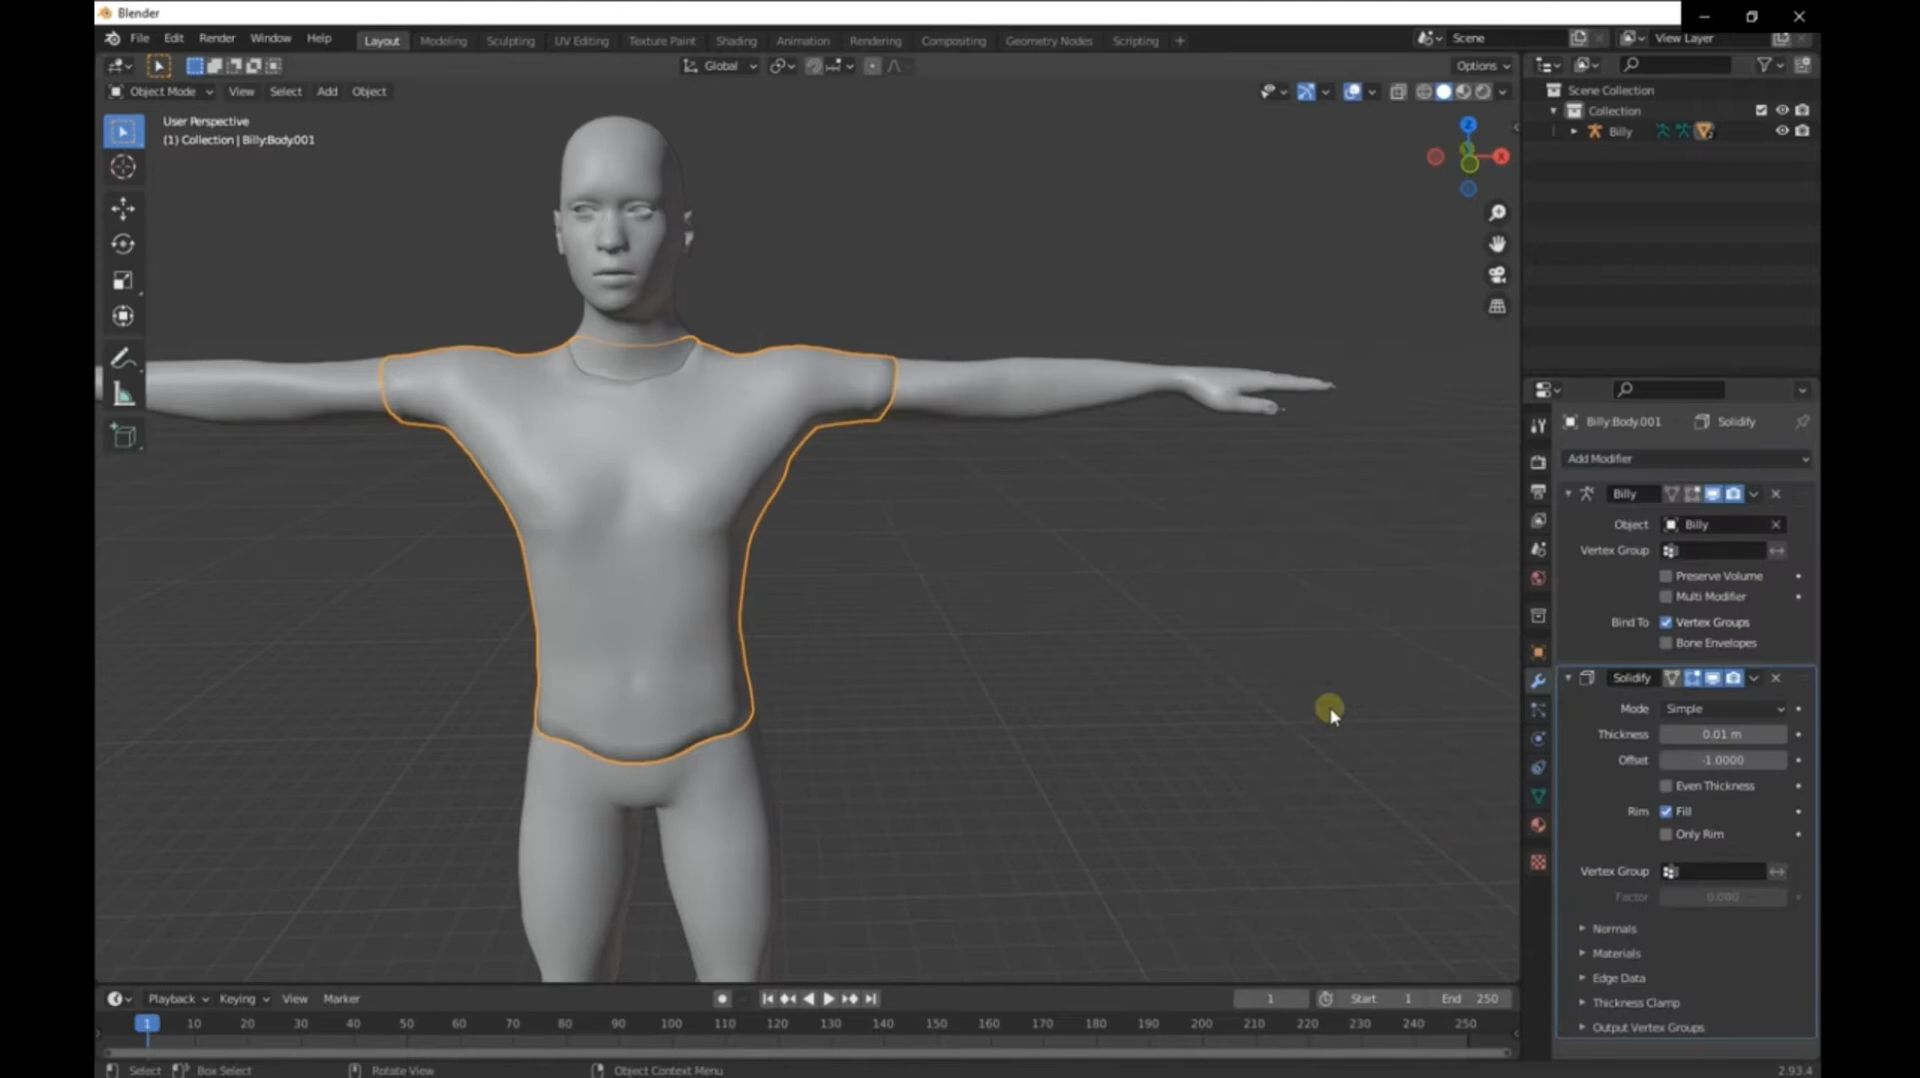 Blender
File Edit Render Window Help Layout Modeling Sculpting UV Editing Texture Paint Shading Animation Rendering Compositing Geometry Nodes Scripting + Scene View Layer
Global Options
Object Mode View Select Add Object
User Perspective
(1) Collection | Billy:Body.001
Z
X
Scene Collection
Collection
Billy
Billy:Body.001 Solidify
Add Modifier
Billy
Object Billy
Vertex Group
Preserve Volume
Multi Modifier
Bind To Vertex Groups
Bone Envelopes
Solidify
Mode Simple
Thickness 0.01 m
Offset -1.0000
Even Thickness
Rim Fill
Only Rim
Vertex Group
Factor 0.000
Normals
Materials
Edge Data
Thickness Clamp
Output Vertex Groups
Playback Keying View Marker 1 Start 1 End 250
1 10 20 30 40 50 60 70 80 90 100 110 120 130 140 150 160 170 180 190 200 210 220 230 240 250
Select Box Select Rotate View Object Context Menu 2.93.4